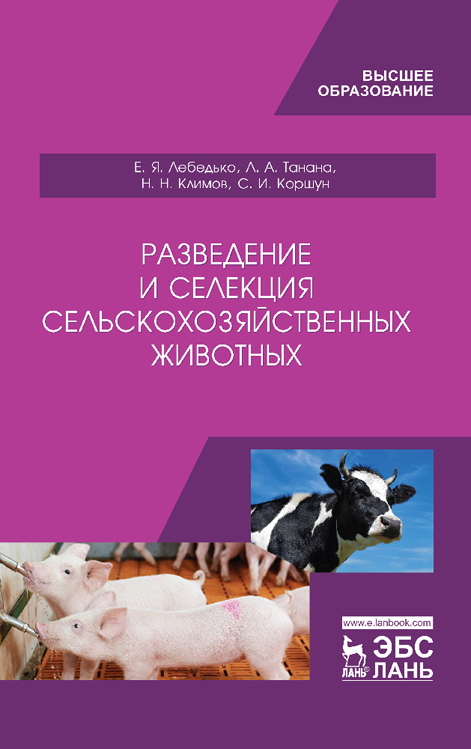 ВЫСШЕЕ
ОБРАЗОВАНИЕ
Е. Я. Лебедько, Л. А. Танана,
Н. Н. Климов, С. И. Коршун
РАЗВЕДЕНИЕ
И СЕЛЕКЦИЯ
СЕЛЬСКОХОЗЯЙСТВЕННЫХ
ЖИВОТНЫХ
www.e.lanbook.com
ЭБС
ЛАНЬ
ЛАНЬ